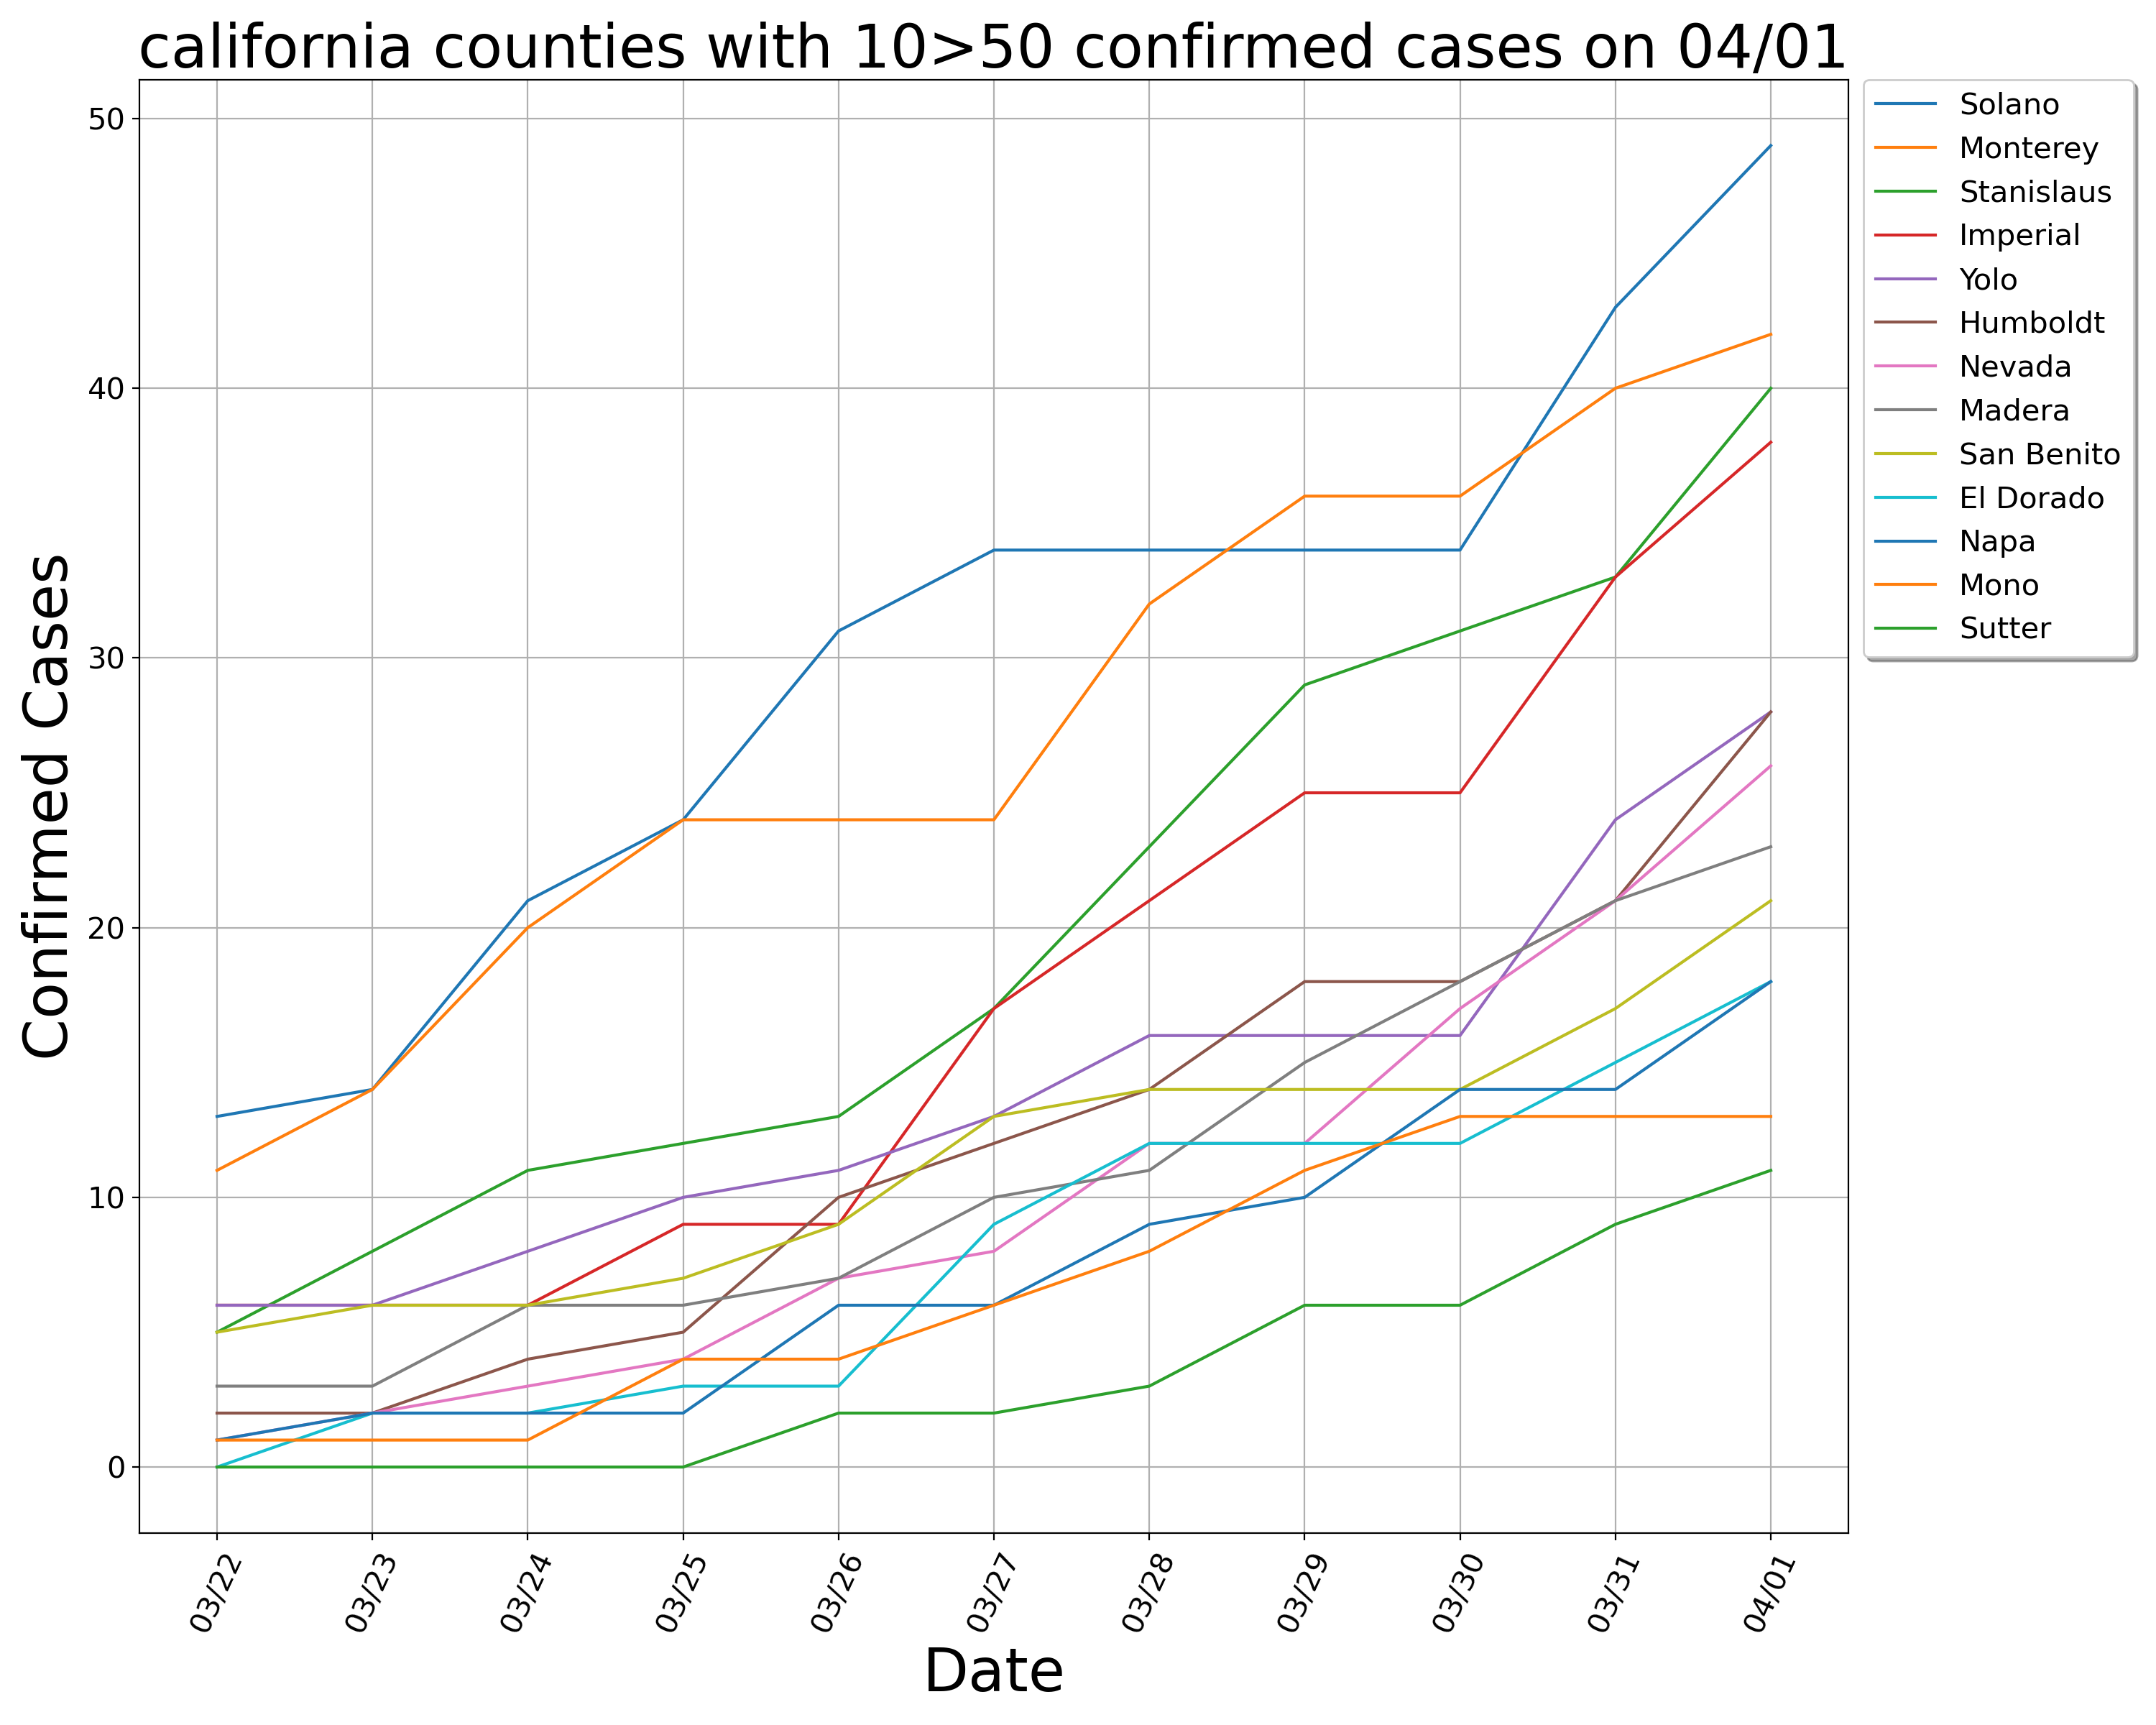 california counties with 10>50 confirmed cases on 04/01
Solano
Monterey
Stanislaus
Imperial
Yolo
Humboldt
Nevada
Madera
San Benito
El Dorado
Napa
Mono
Sutter
Confirmed Cases
50
40
30
20
10
0
03/22
03/23
03/24
03/25
03/26
03/27
03/28
03/29
03/30
03/31
04/01
Date